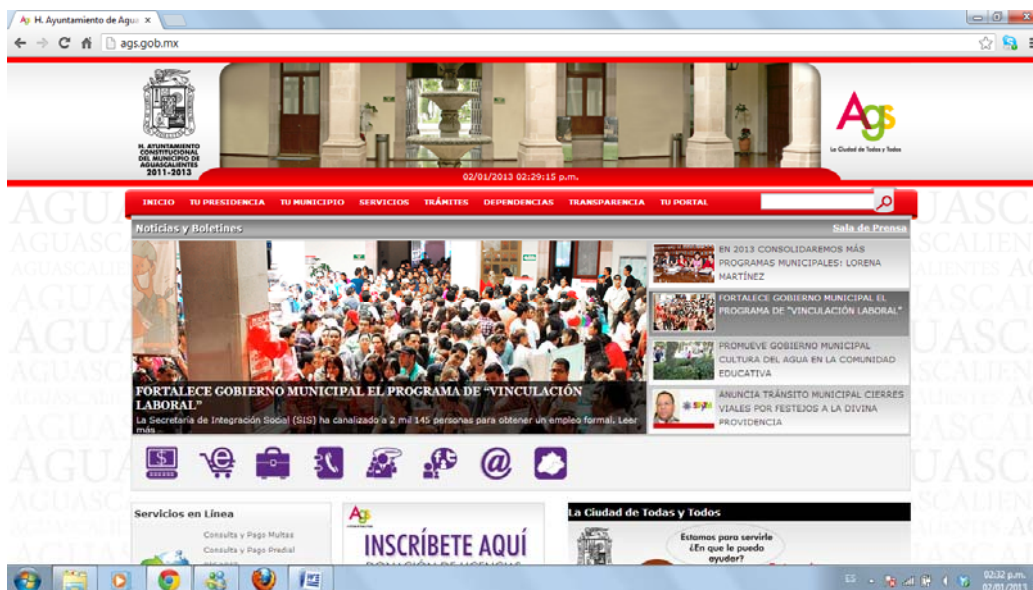 Ags H. Ayuntamiento de Agua
ags.gob.mx
H. AYUNTAMIENTO
CONSTITUCIONAL
DEL MUNICIPIO DE
AGUASCALIENTES
2011-2013
Ags
La Ciudad de Todas y Todos
02/01/2013 02:29:15 p.m.
INICIO TU PRESIDENCIA TU MUNICIPIO SERVICIOS TRÁMITES DEPENDENCIAS TRANSPARENCIA TU PORTAL
Noticias y Boletines Sala de Prensa
FORTALECE GOBIERNO MUNICIPAL EL PROGRAMA DE “VINCULACIÓN
LABORAL”
La Secretaría de Integración Social (SIS) ha canalizado a 2 mil 145 personas para obtener un empleo formal. Leer
más
EN 2013 CONSOLIDAREMOS MÁS
PROGRAMAS MUNICIPALES: LORENA
MARTÍNEZ
FORTALECE GOBIERNO MUNICIPAL EL
PROGRAMA DE “VINCULACIÓN LABORAL”
PROMUEVE GOBIERNO MUNICIPAL
CULTURA DEL AGUA EN LA COMUNIDAD
EDUCATIVA
ANUNCIA TRÁNSITO MUNICIPAL CIERRES
VIALES POR FESTEJOS A LA DIVINA
PROVIDENCIA
Servicios en Línea
Consulta y Pago Multas
Consulta y Pago Predial
Ags
INSCRÍBETE AQUÍ
La Ciudad de Todas y Todos
Estamos para servirle
¿En que le puedo
ayudar?
ES
02:32 p.m.
02/01/2013